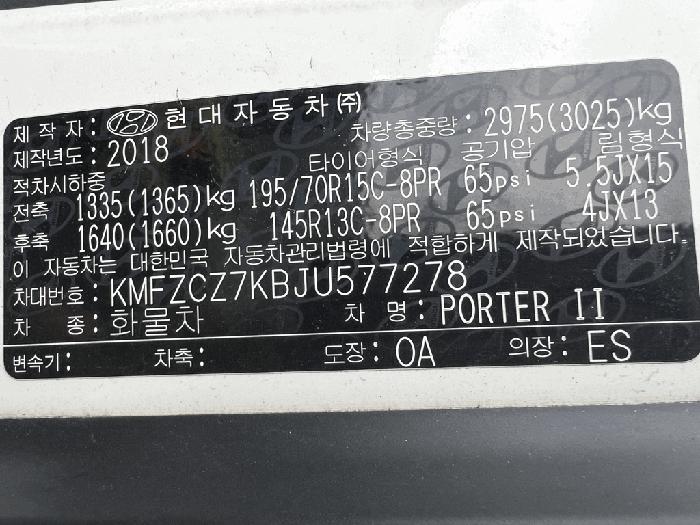 제작자: 현대자동차(주) 차량총중량: 2975(3025)kg
제작년도: 2018 타이어형식 공기압 림형식
적차시하중
전축 1335(1365)kg 195/70R15C-8PR 65psi 5.5JX15
후축 1640(1660)kg 145R13C-8PR 65psi 4JX13
이 자동차는 대한민국 자동차관리법령에 적합하게 제작되었습니다.
차대번호: KMFZCZ7KBJU577278
차 종: 화물차 차 명: PORTER II
변속기: 차축: 도장: OA 의장: ES